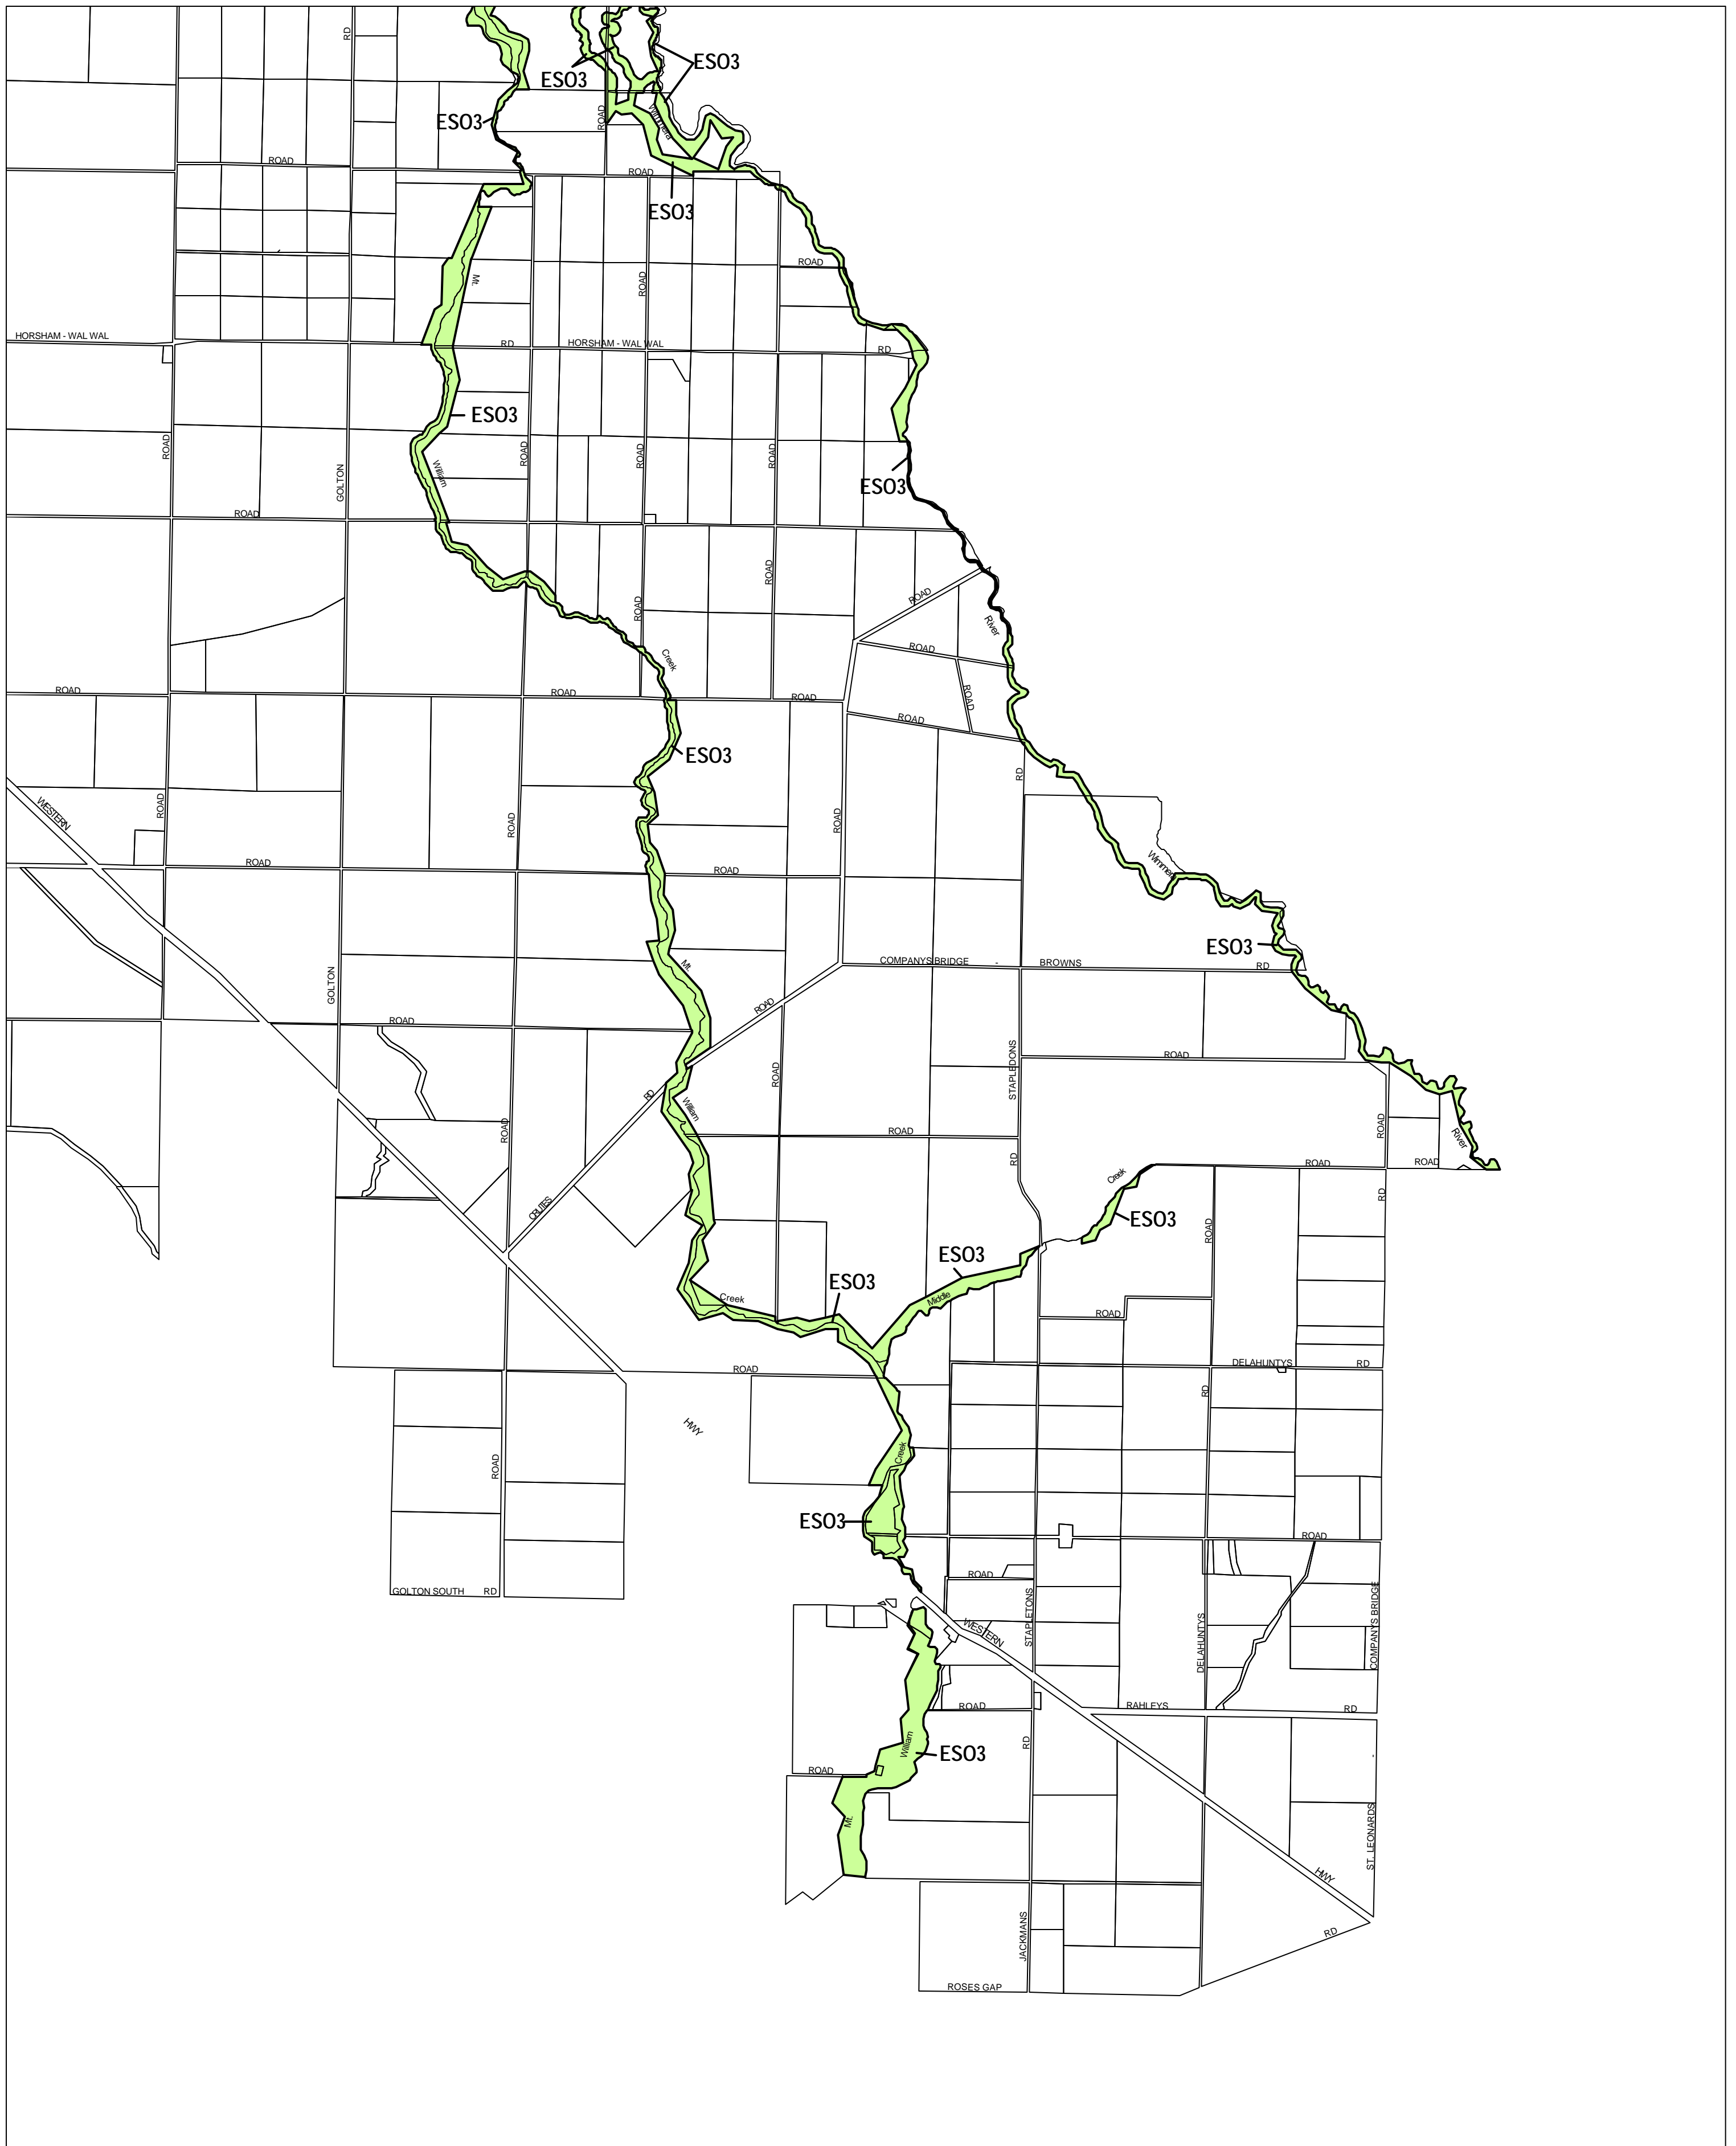 RD
ESO3
ESO3
ESO3
ROAD
Wimmera
ROAD
ROAD
ESO3
ROAD
Mt.
ROAD
HORSHAM - WAL WAL
RD
HORSHAM - WAL WAL
RD
ESO3
ROAD
GOLTON
William
ROAD
ROAD
ROAD
ESO3
ROAD
ROAD
ROAD
ROAD
River
ROAD
Creek
ROAD
ROAD
ROAD
ROAD
ROAD
ESO3
RD
WESTERN
ROAD
ROAD
ROAD
ROAD
ROAD
Wimmera
ESO3
COMPANYS BRIDGE - BROWNS RD
Mt.
GOLTON
ROAD
ROAD
ROAD
STAPLEDONS
ROAD
RD
William
ROAD
ROAD
ROAD
River
RD
Creek
ROAD
ROAD
RD
ESO3
ORUTES
ROAD
ESO3
ESO3
Creek
Middle
ROAD
ROAD
DELAHUNTYS RD
RD
HWY
Creek
ROAD
ESO3
ROAD
GOLTON SOUTH RD
ROAD
STAPLETONS
WESTERN
DELAHUNTYS
COMPANYS BRIDGE
ROAD
RAHLEYS RD
William
RD
ESO3
ROAD
-
Mt.
ST. LEONARDS
HWY
JACKMANS
RD
ROSES GAP